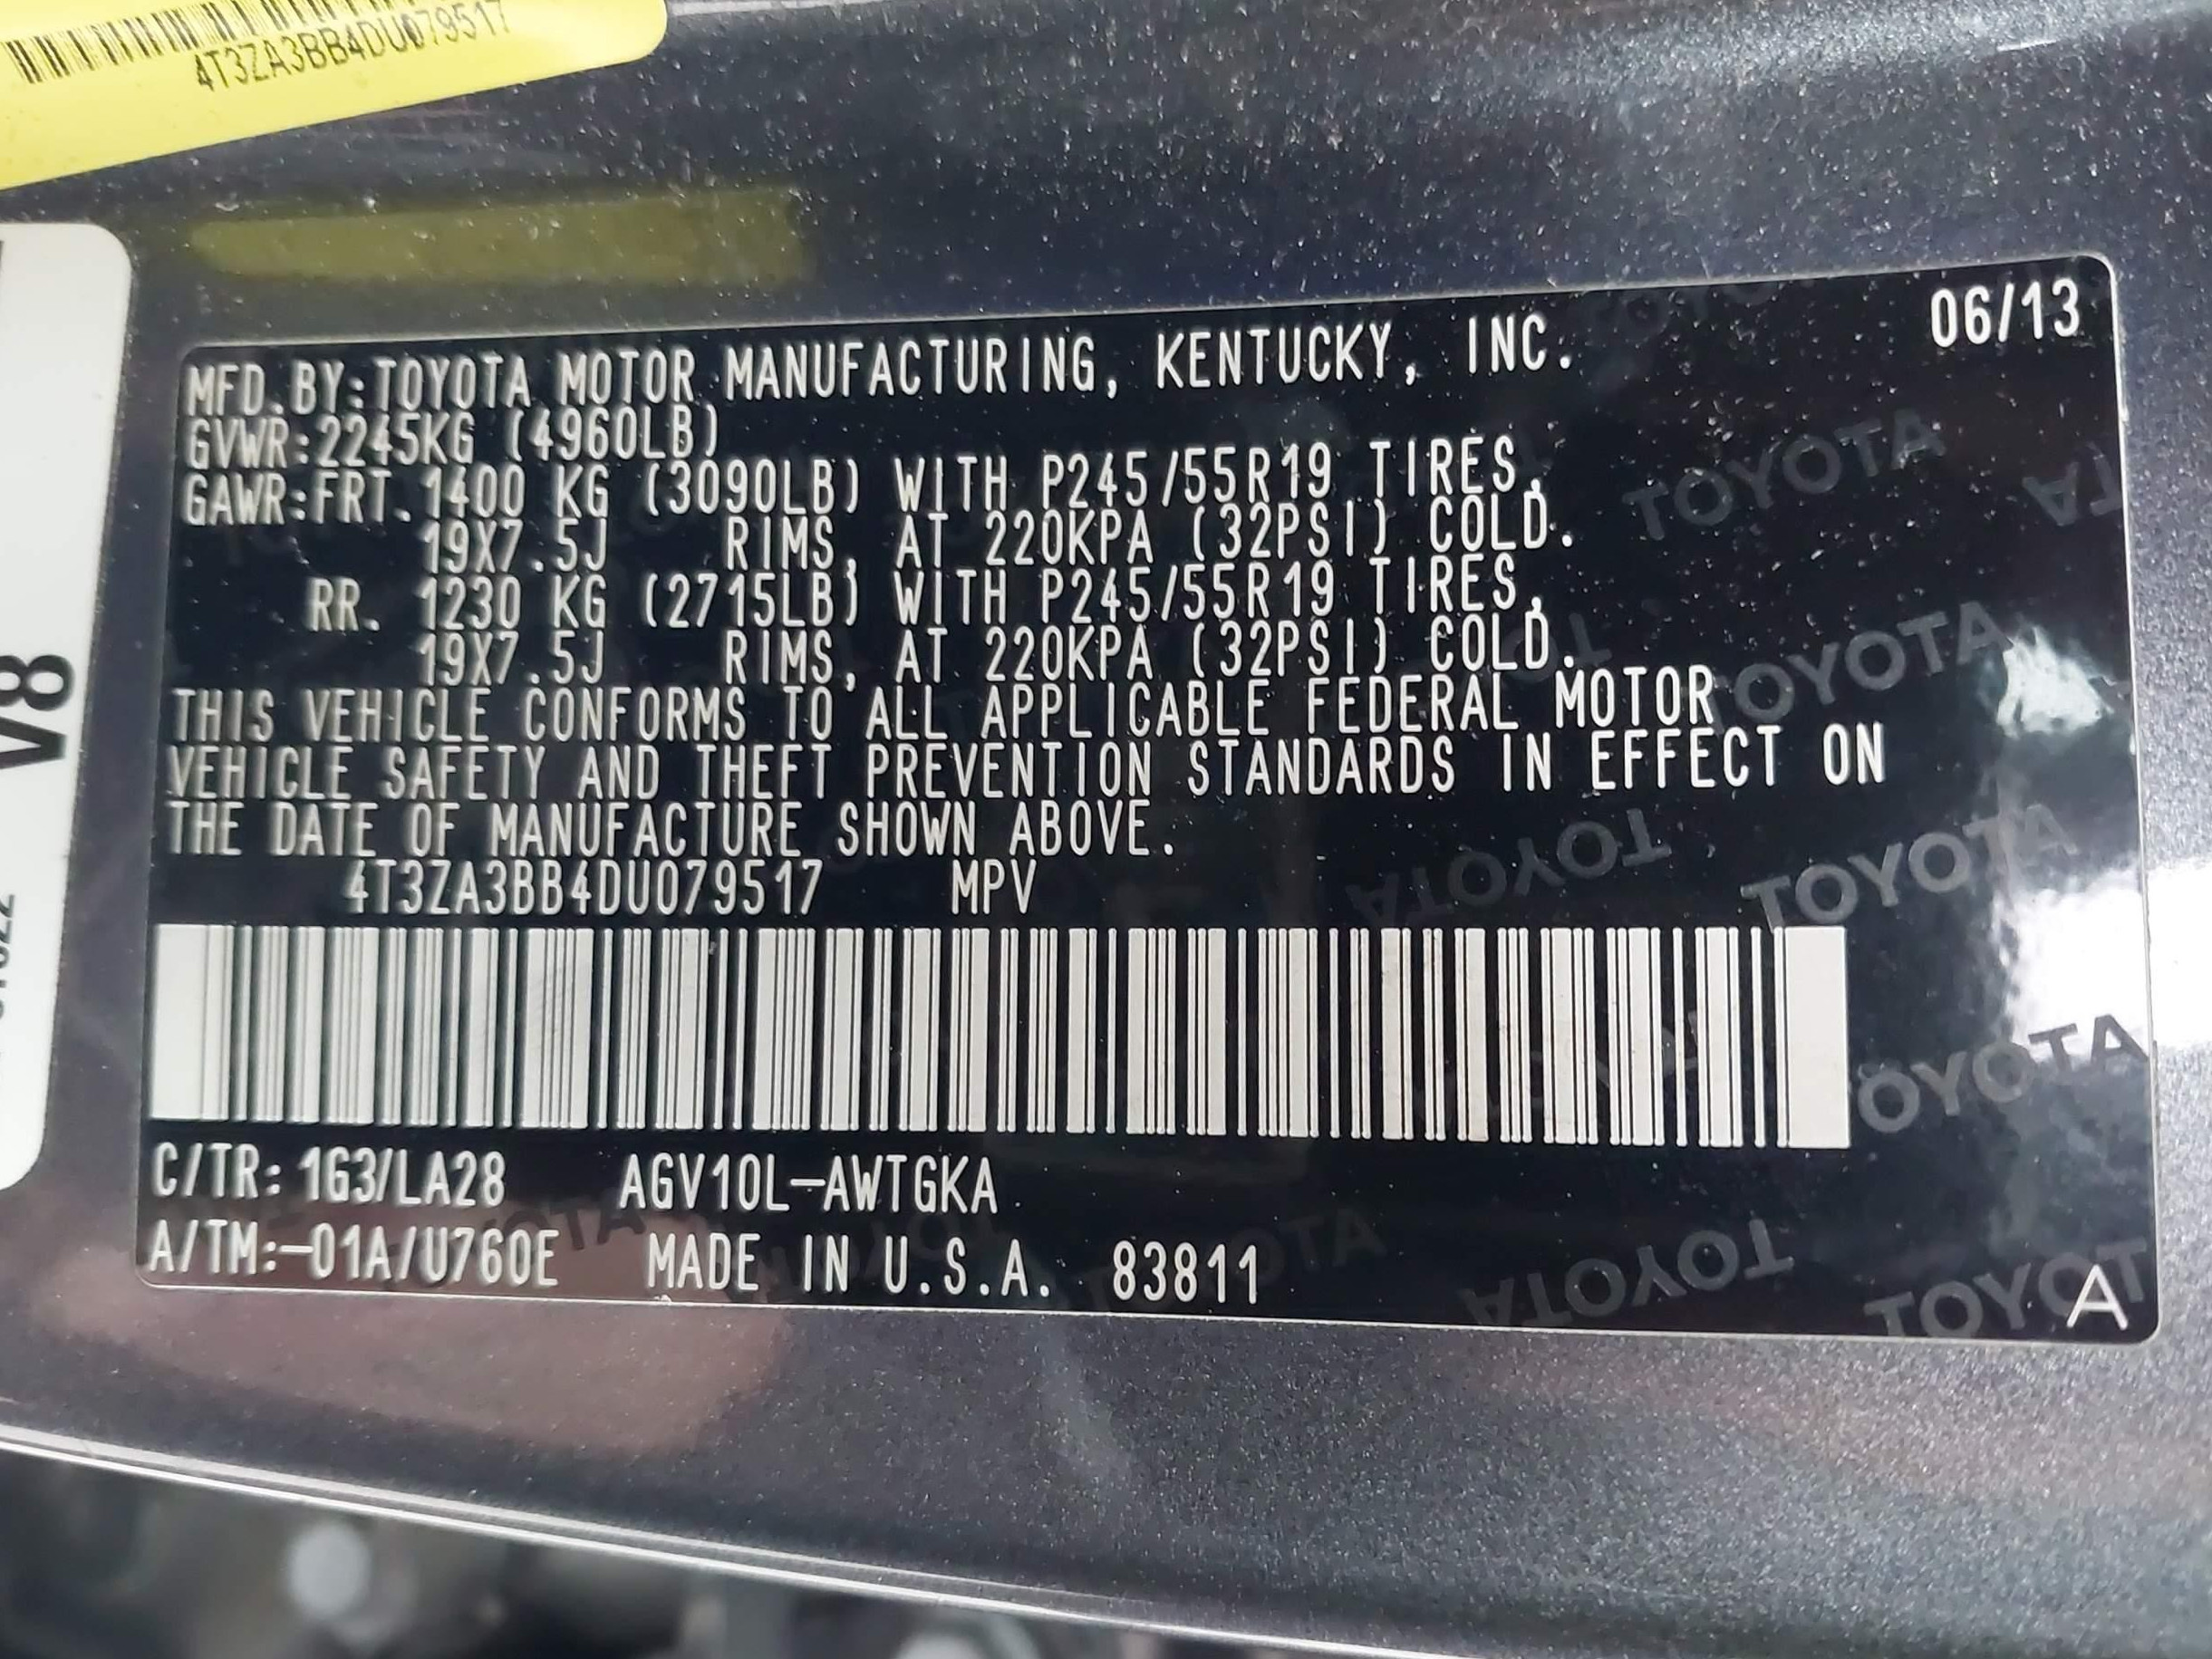 4T3ZA3BB4DU079517
06/13
MFD.BY:TOYOTA MOTOR MANUFACTURING, KENTUCKY, INC.
GVWR:2245KG (4960LB)
GAWR:FRT. 1400 KG (3090LB) WITH P245/55R19 TIRES,
19X7.5J RIMS, AT 220KPA (32PSI) COLD.
RR. 1230 KG (2715LB) WITH P245/55R19 TIRES,
19X7.5J RIMS, AT 220KPA (32PSI) COLD.
THIS VEHICLE CONFORMS TO ALL APPLICABLE FEDERAL MOTOR
VEHICLE SAFETY AND THEFT PREVENTION STANDARDS IN EFFECT ON
THE DATE OF MANUFACTURE SHOWN ABOVE.
4T3ZA3BB4DU079517 MPV
C/TR: 1G3/LA28 AGV10L-AWTGKA
A/TM:-01A/U760E MADE IN U.S.A. 83811
A
TOYOTA
TOYOTA
TOYOTA
TOYOTA
TOYOTA